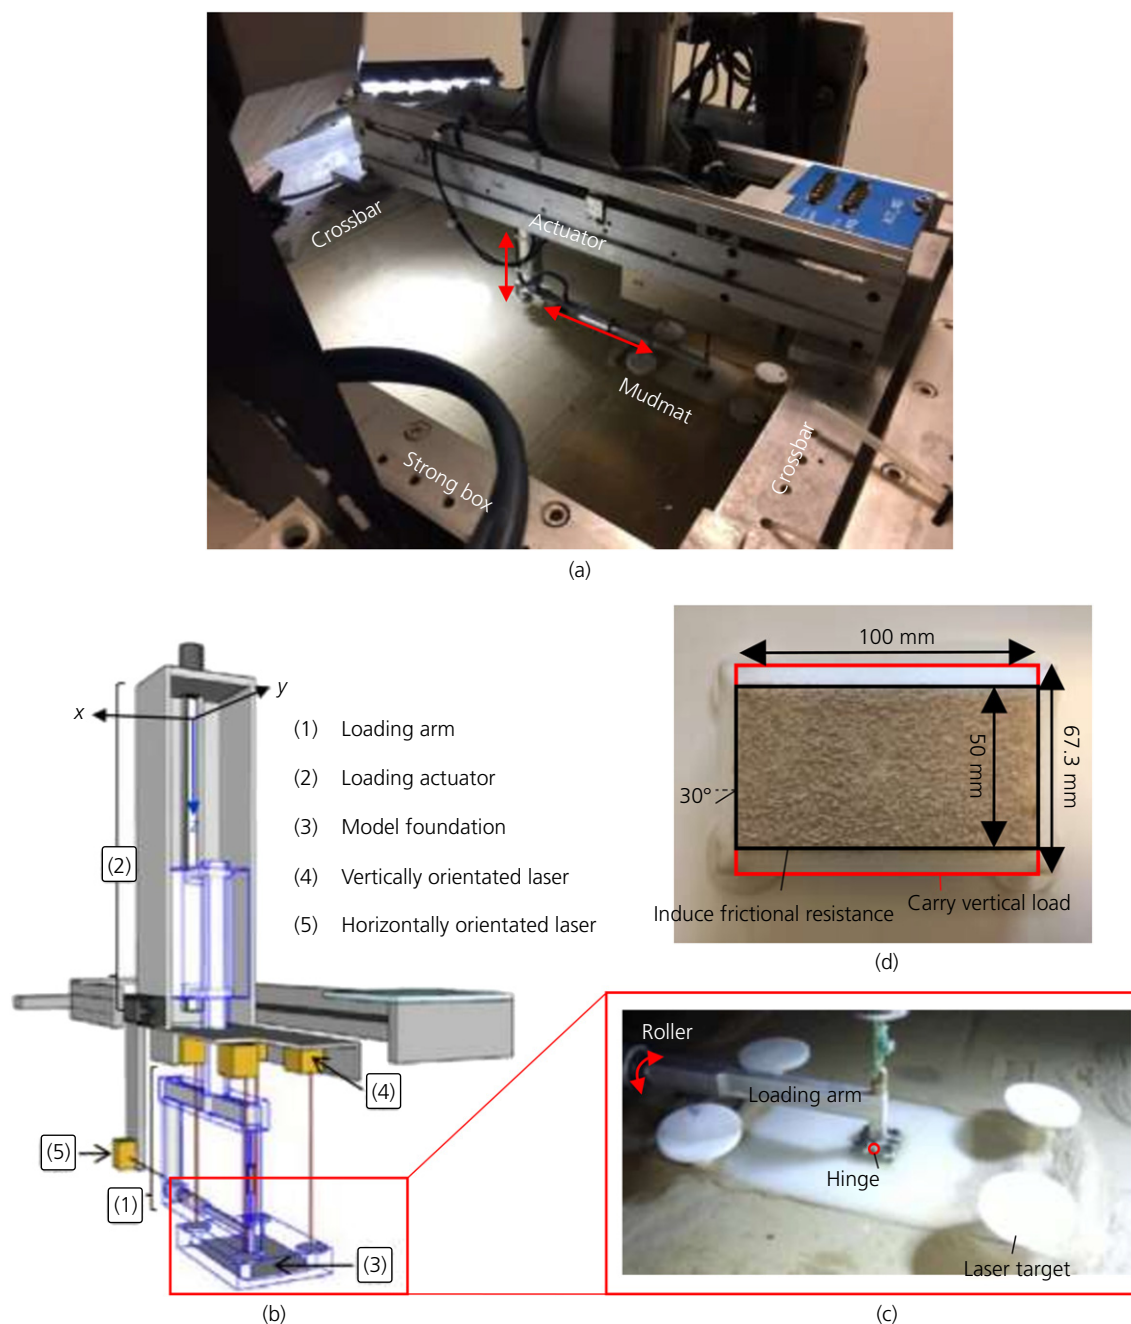 Crossbar
Actuator
Mudmat
Strong box
Crossbar
(a)
x
y
(1) Loading arm
(2) Loading actuator
(3) Model foundation
(4) Vertically orientated laser
(5) Horizontally orientated laser
(2)
(4)
(5)
(1)
(3)
(b)
100 mm
50 mm
67.3 mm
30°
Induce frictional resistance
Carry vertical load
(d)
Roller
Loading arm
Hinge
Laser target
(c)